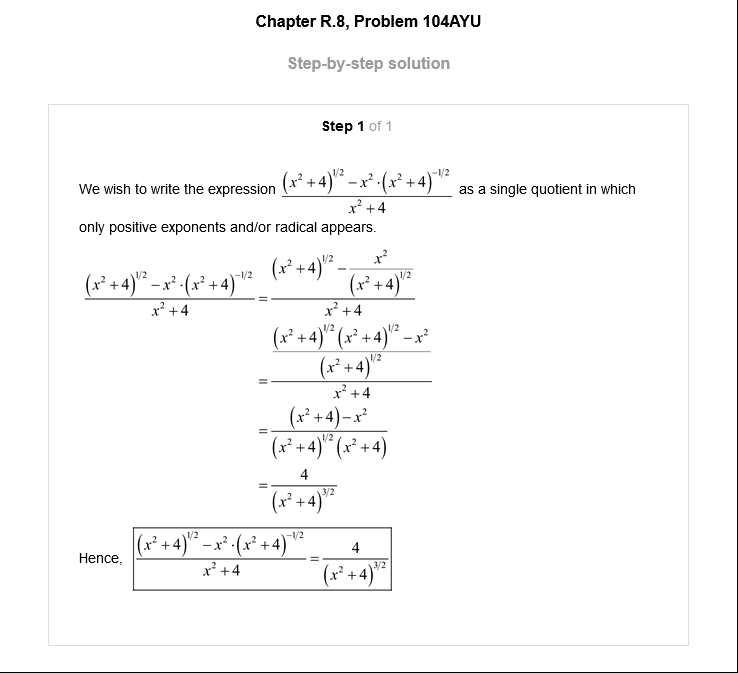 Chapter R.8, Problem 104AYU
Step-by-step solution
Step 1 of 1
We wish to write the expression \frac{(x^2+4)^{1/2} - x^2 \cdot (x^2+4)^{-1/2}}{x^2+4} as a single quotient in which
only positive exponents and/or radical appears.
\frac{(x^2+4)^{1/2} - x^2 \cdot (x^2+4)^{-1/2}}{x^2+4} = \frac{(x^2+4)^{1/2} - \frac{x^2}{(x^2+4)^{1/2}}}{x^2+4}
= \frac{\frac{(x^2+4)^{1/2}(x^2+4)^{1/2} - x^2}{(x^2+4)^{1/2}}}{x^2+4}
= \frac{(x^2+4) - x^2}{(x^2+4)^{1/2}(x^2+4)}
= \frac{4}{(x^2+4)^{3/2}}
Hence, \frac{(x^2+4)^{1/2} - x^2 \cdot (x^2+4)^{-1/2}}{x^2+4} = \frac{4}{(x^2+4)^{3/2}}